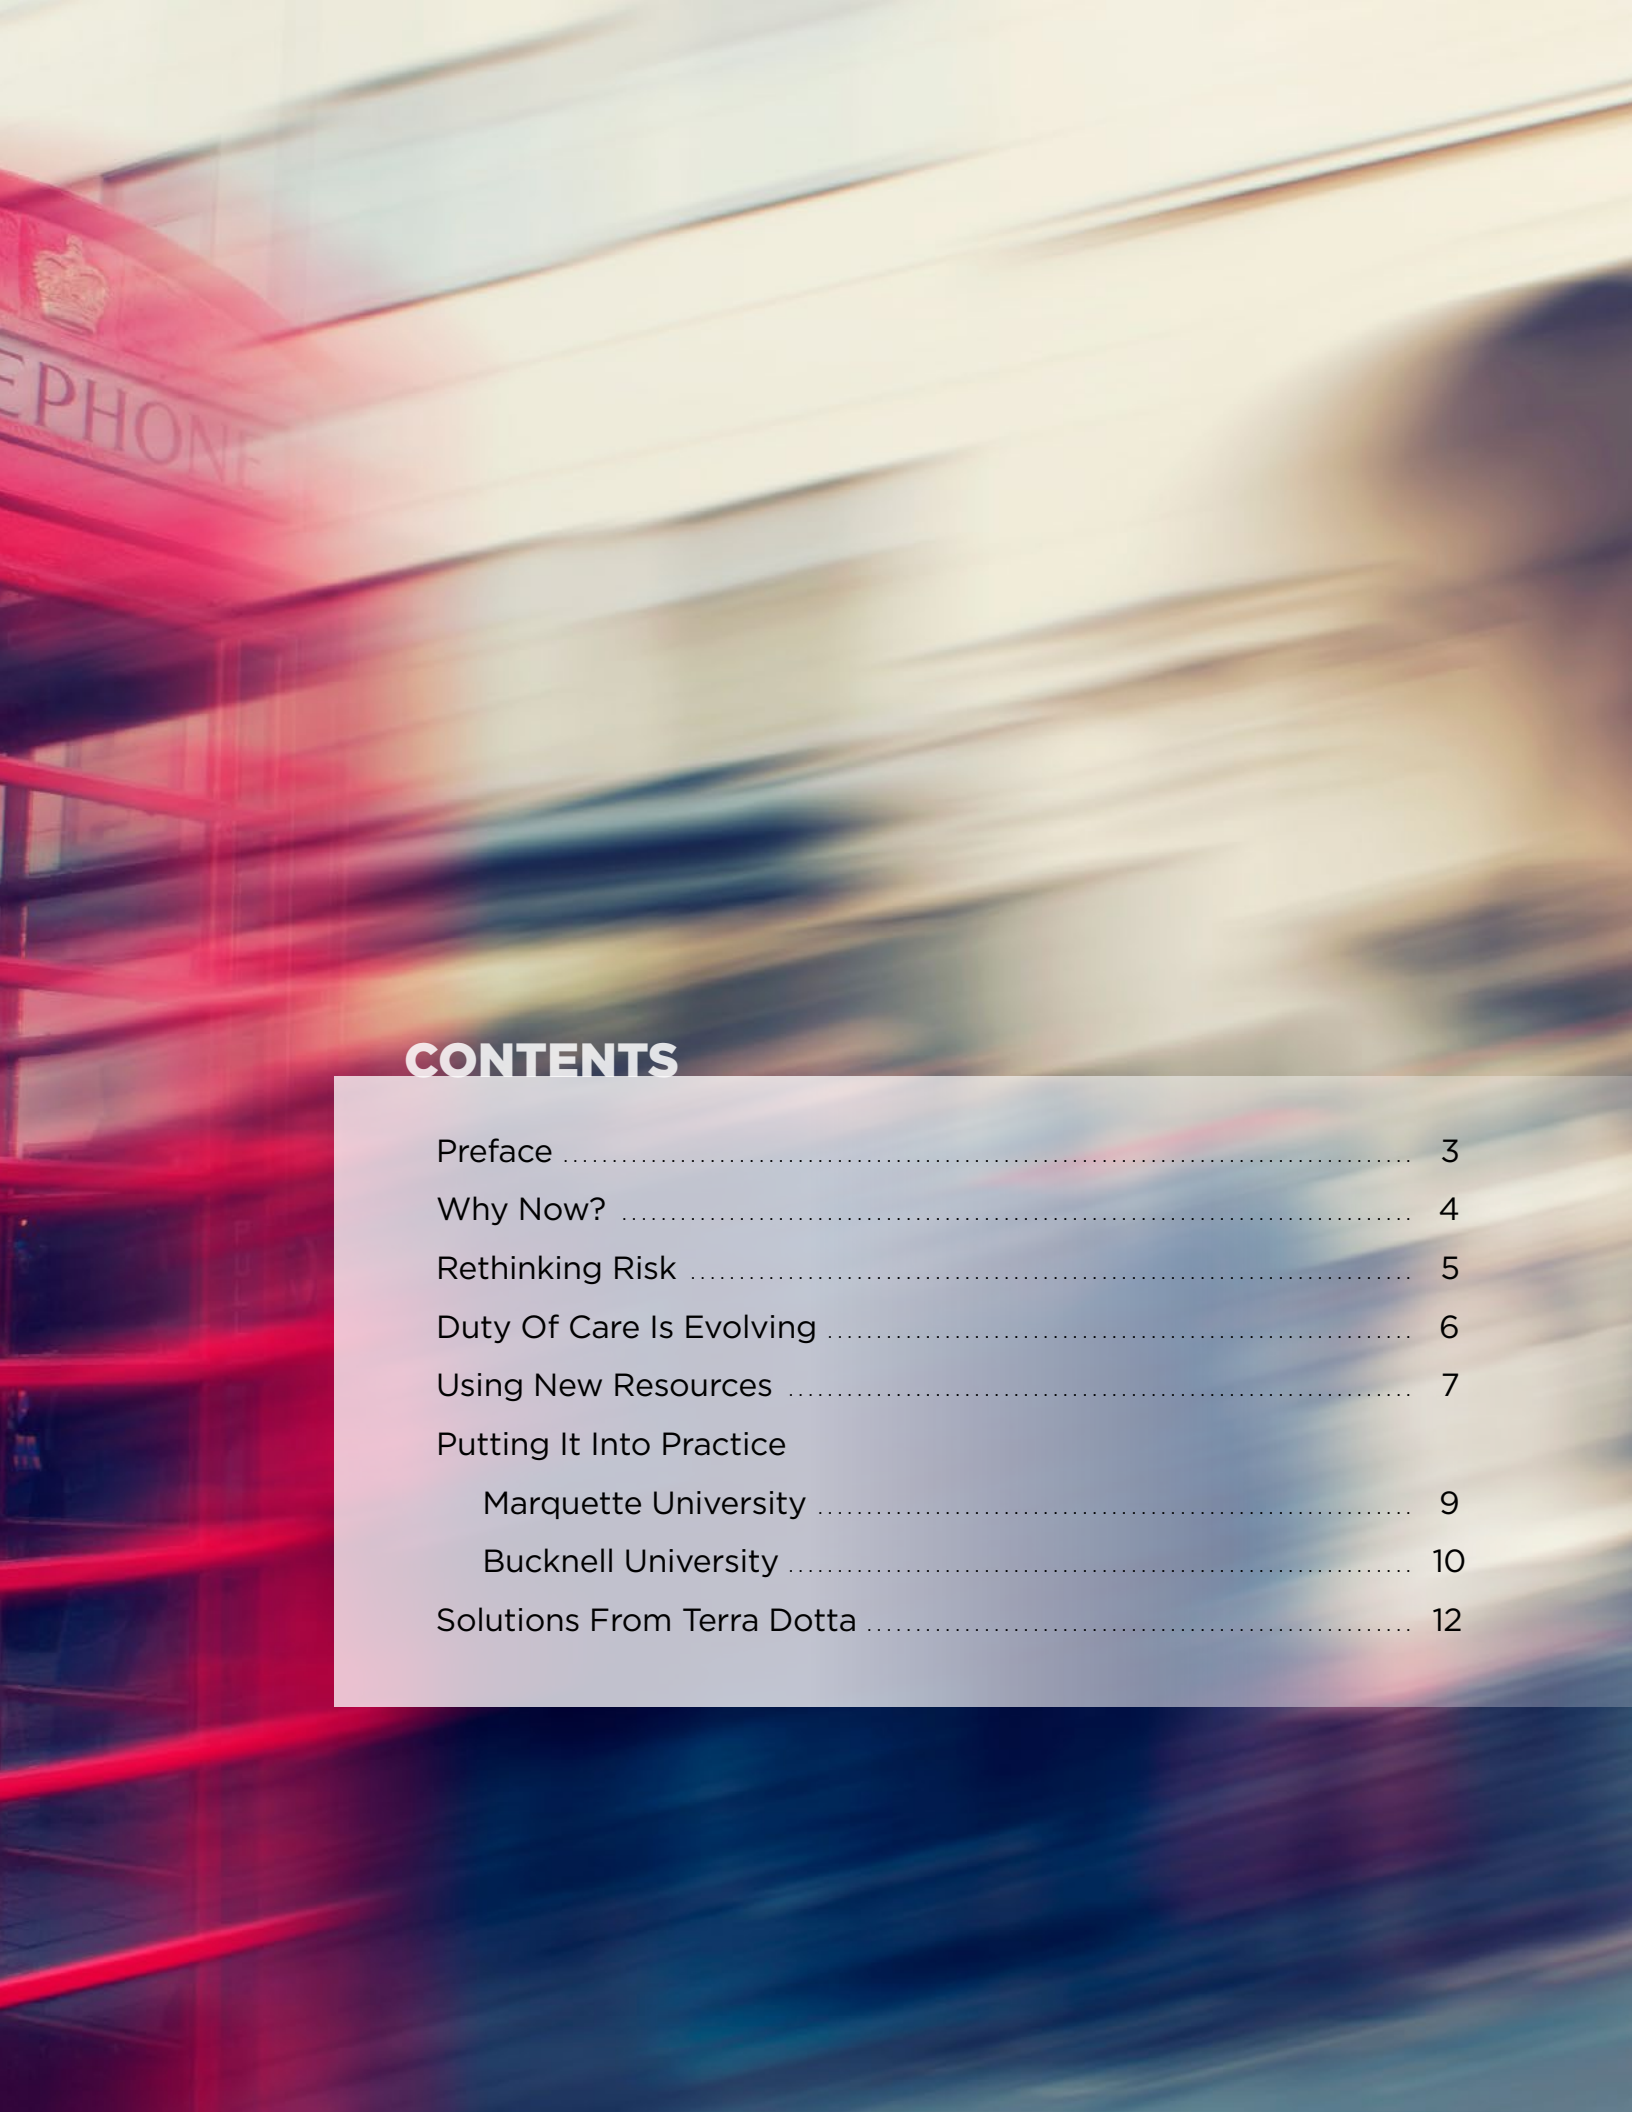 EPHONE
CONTENTS
Preface 3
Why Now? 4
Rethinking Risk 5
Duty Of Care Is Evolving 6
Using New Resources 7
Putting It Into Practice
Marquette University 9
Bucknell University 10
Solutions From Terra Dotta 12